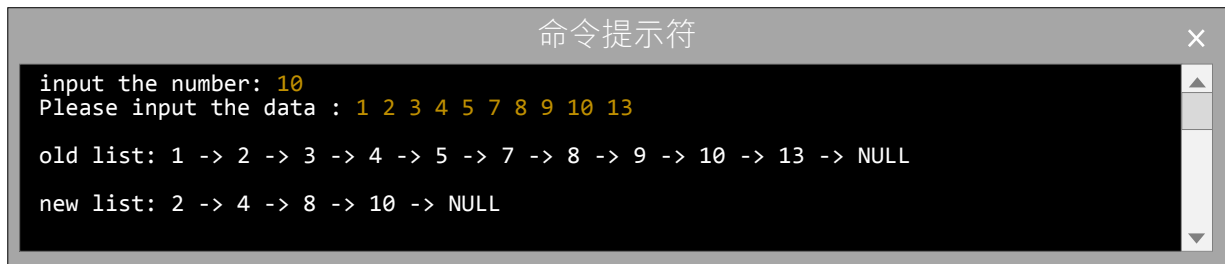 命令提示符
input the number: 10
Please input the data : 1 2 3 4 5 7 8 9 10 13
old list: 1 -> 2 -> 3 -> 4 -> 5 -> 7 -> 8 -> 9 -> 10 -> 13 -> NULL
new list: 2 -> 4 -> 8 -> 10 -> NULL